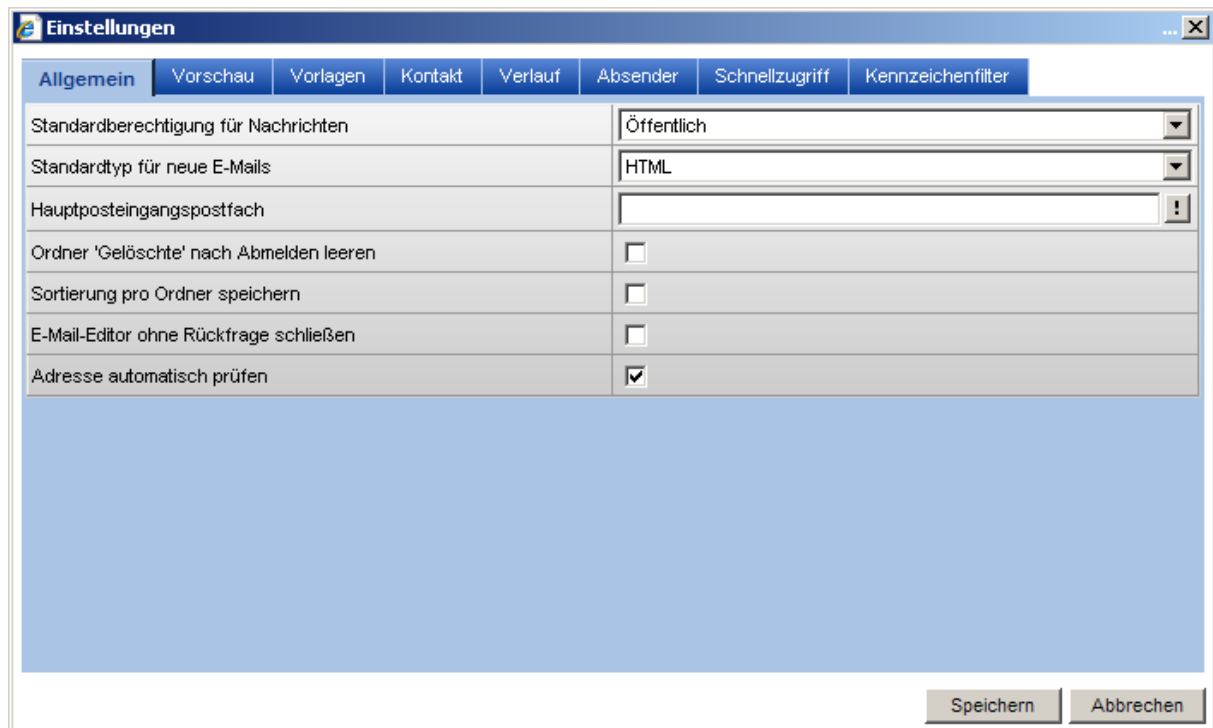 Einstellungen ...
Allgemein Vorschau Vorlagen Kontakt Verlauf Absender Schnellzugriff Kennzeichenfilter
Standardberechtigung für Nachrichten Öffentlich
Standardtyp für neue E-Mails HTML
Hauptposteingangspostfach !
Ordner 'Gelöschte' nach Abmelden leeren
Sortierung pro Ordner speichern
E-Mail-Editor ohne Rückfrage schließen
Adresse automatisch prüfen
Speichern Abbrechen